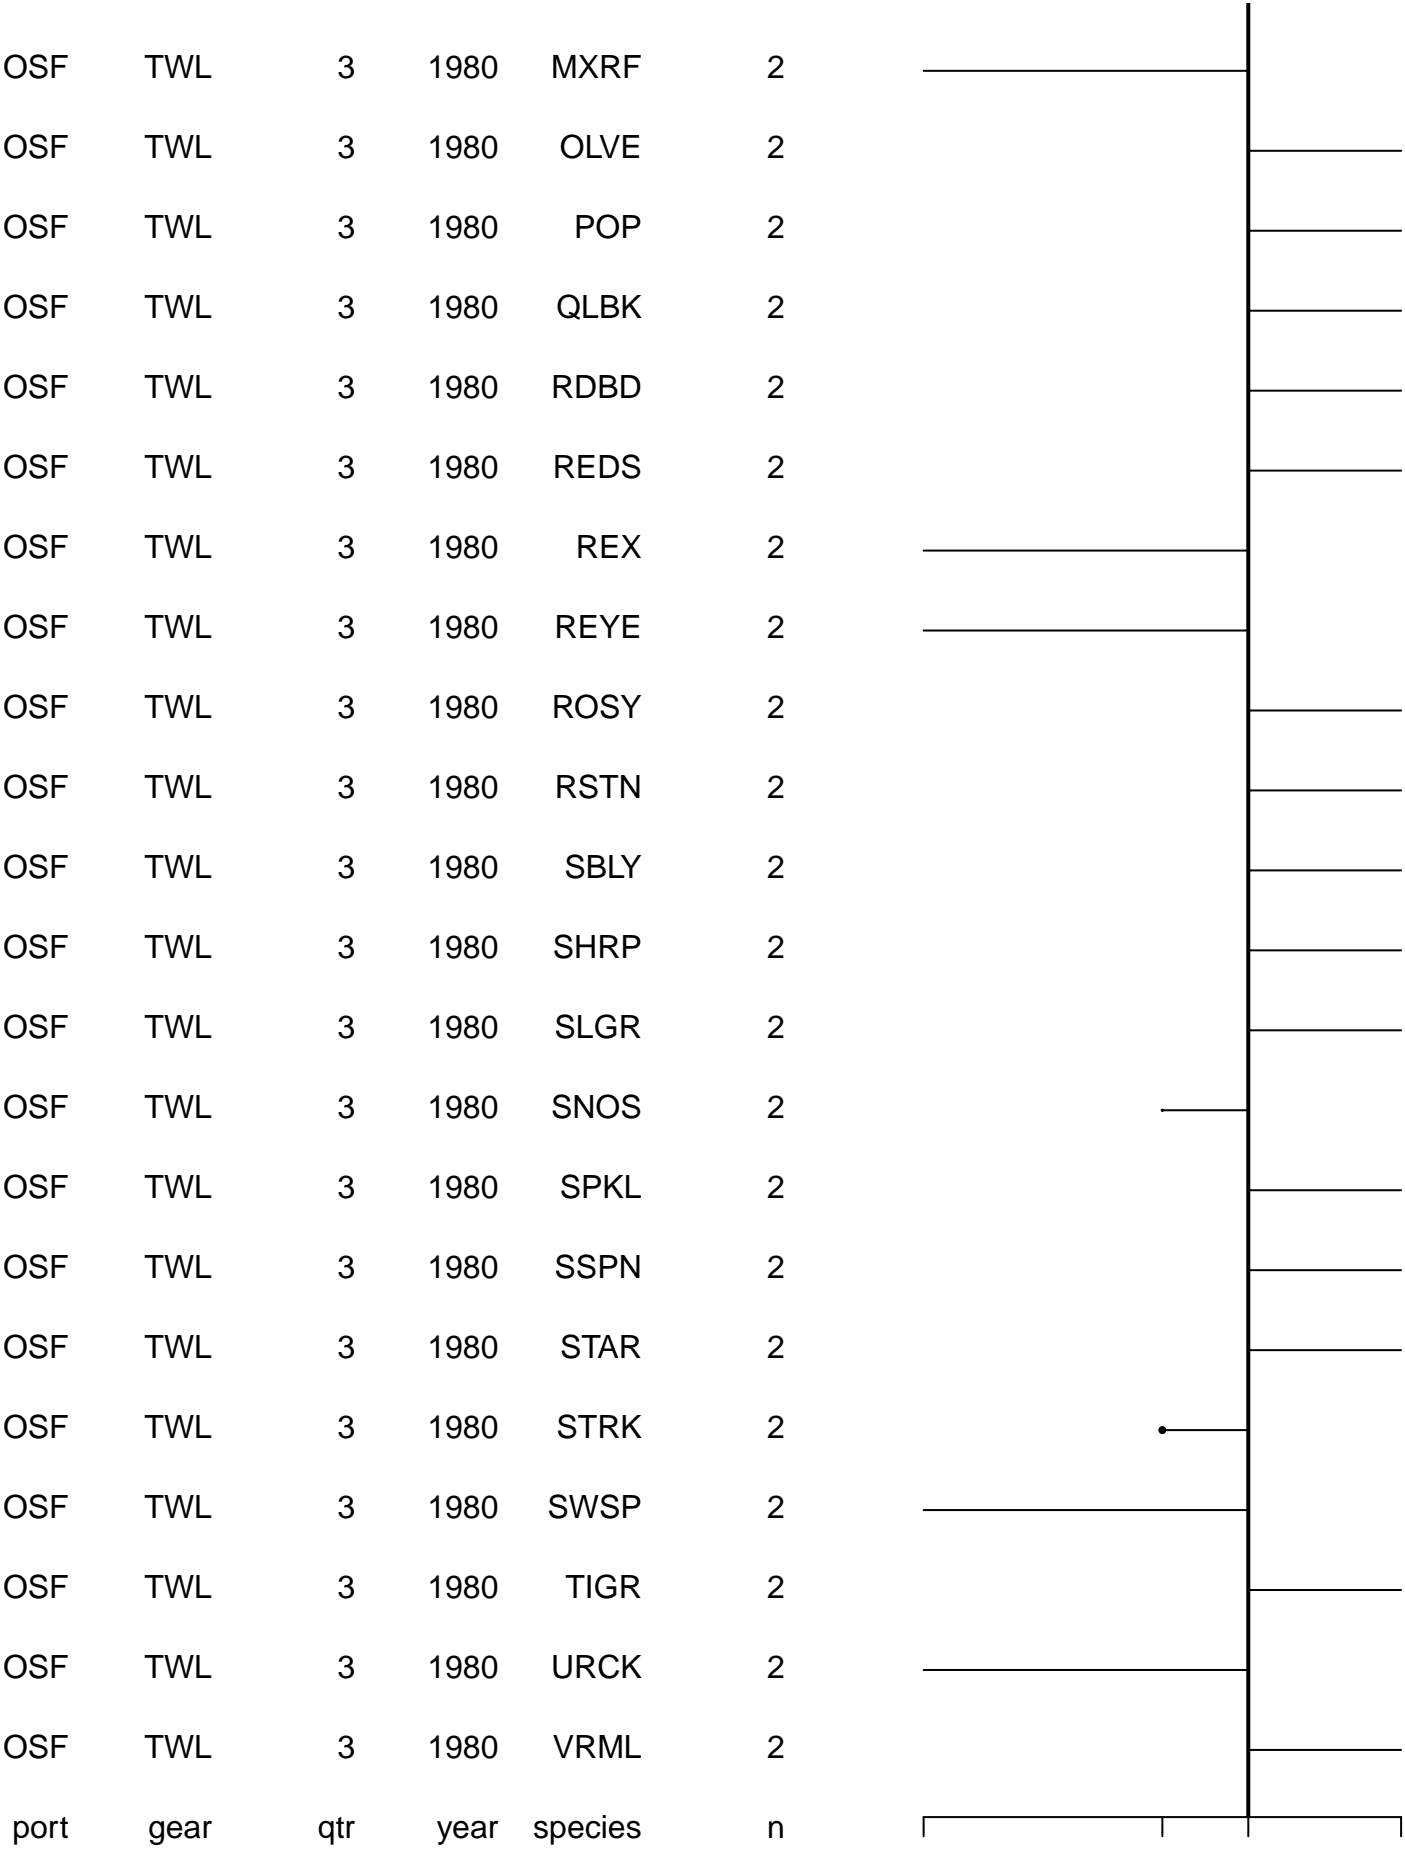 OSF TWL 3 1980 MXRF 2
OSF TWL 3 1980 OLVE 2
OSF TWL 3 1980 POP 2
OSF TWL 3 1980 QLBK 2
OSF TWL 3 1980 RDBD 2
OSF TWL 3 1980 REDS 2
OSF TWL 3 1980 REX 2
OSF TWL 3 1980 REYE 2
OSF TWL 3 1980 ROSY 2
OSF TWL 3 1980 RSTN 2
OSF TWL 3 1980 SBLY 2
OSF TWL 3 1980 SHRP 2
OSF TWL 3 1980 SLGR 2
OSF TWL 3 1980 SNOS 2
OSF TWL 3 1980 SPKL 2
OSF TWL 3 1980 SSPN 2
OSF TWL 3 1980 STAR 2
OSF TWL 3 1980 STRK 2
OSF TWL 3 1980 SWSP 2
OSF TWL 3 1980 TIGR 2
OSF TWL 3 1980 URCK 2
OSF TWL 3 1980 VRML 2
port gear qtr year species n